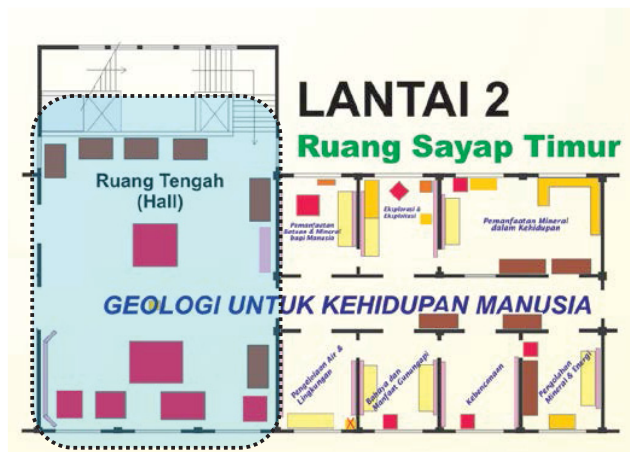 LANTAI 2
Ruang Sayap Timur
Ruang Tengah
(Hall)
Pemanfaatan
Batuan & Mineral
bagi Manusia
Eksplorasi &
Eksploitasi
Pemanfaatan Mineral
dalam Kehidupan
GEOLOGI UNTUK KEHIDUPAN MANUSIA
Pengelolaan Air &
Lingkungan
Bahaya dan
Manfaat Gunungapi
Kebencanaan
Pengolahan
Mineral & Energi
X